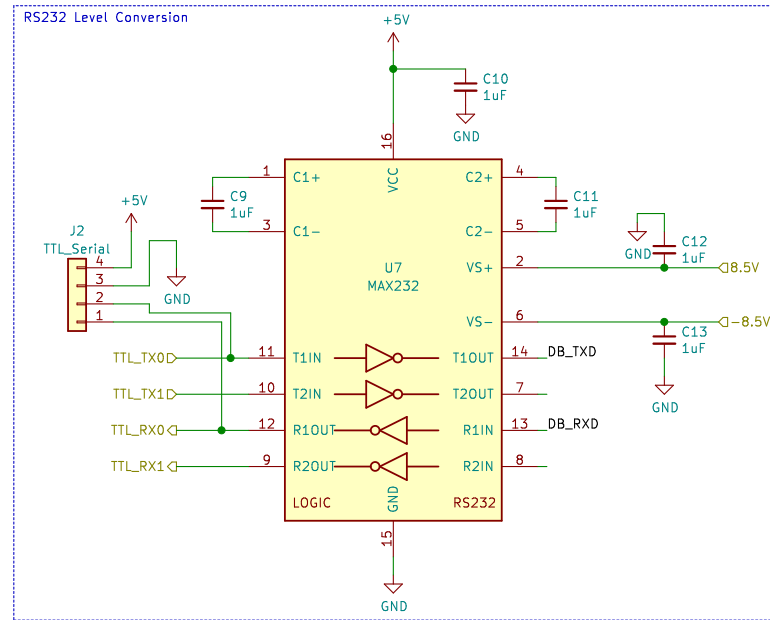 RS232 Level Conversion
+5V
C10
1uF
GND
16
VCC
1
C1+
C2+
4
C9
1uF
C11
1uF
3
C1-
C2-
5
+5V
J2
TTL_Serial
4
3
2
1
GND
U7
MAX232
VS+
2
GND
C12
1uF
8.5V
VS-
6
-8.5V
C13
1uF
GND
TTL_TX0
11
T1IN
T1OUT
14
DB_TXD
TTL_TX1
10
T2IN
T2OUT
7
TTL_RX0
12
R1OUT
R1IN
13
DB_RXD
TTL_RX1
9
R2OUT
R2IN
8
LOGIC
GND
RS232
15
GND